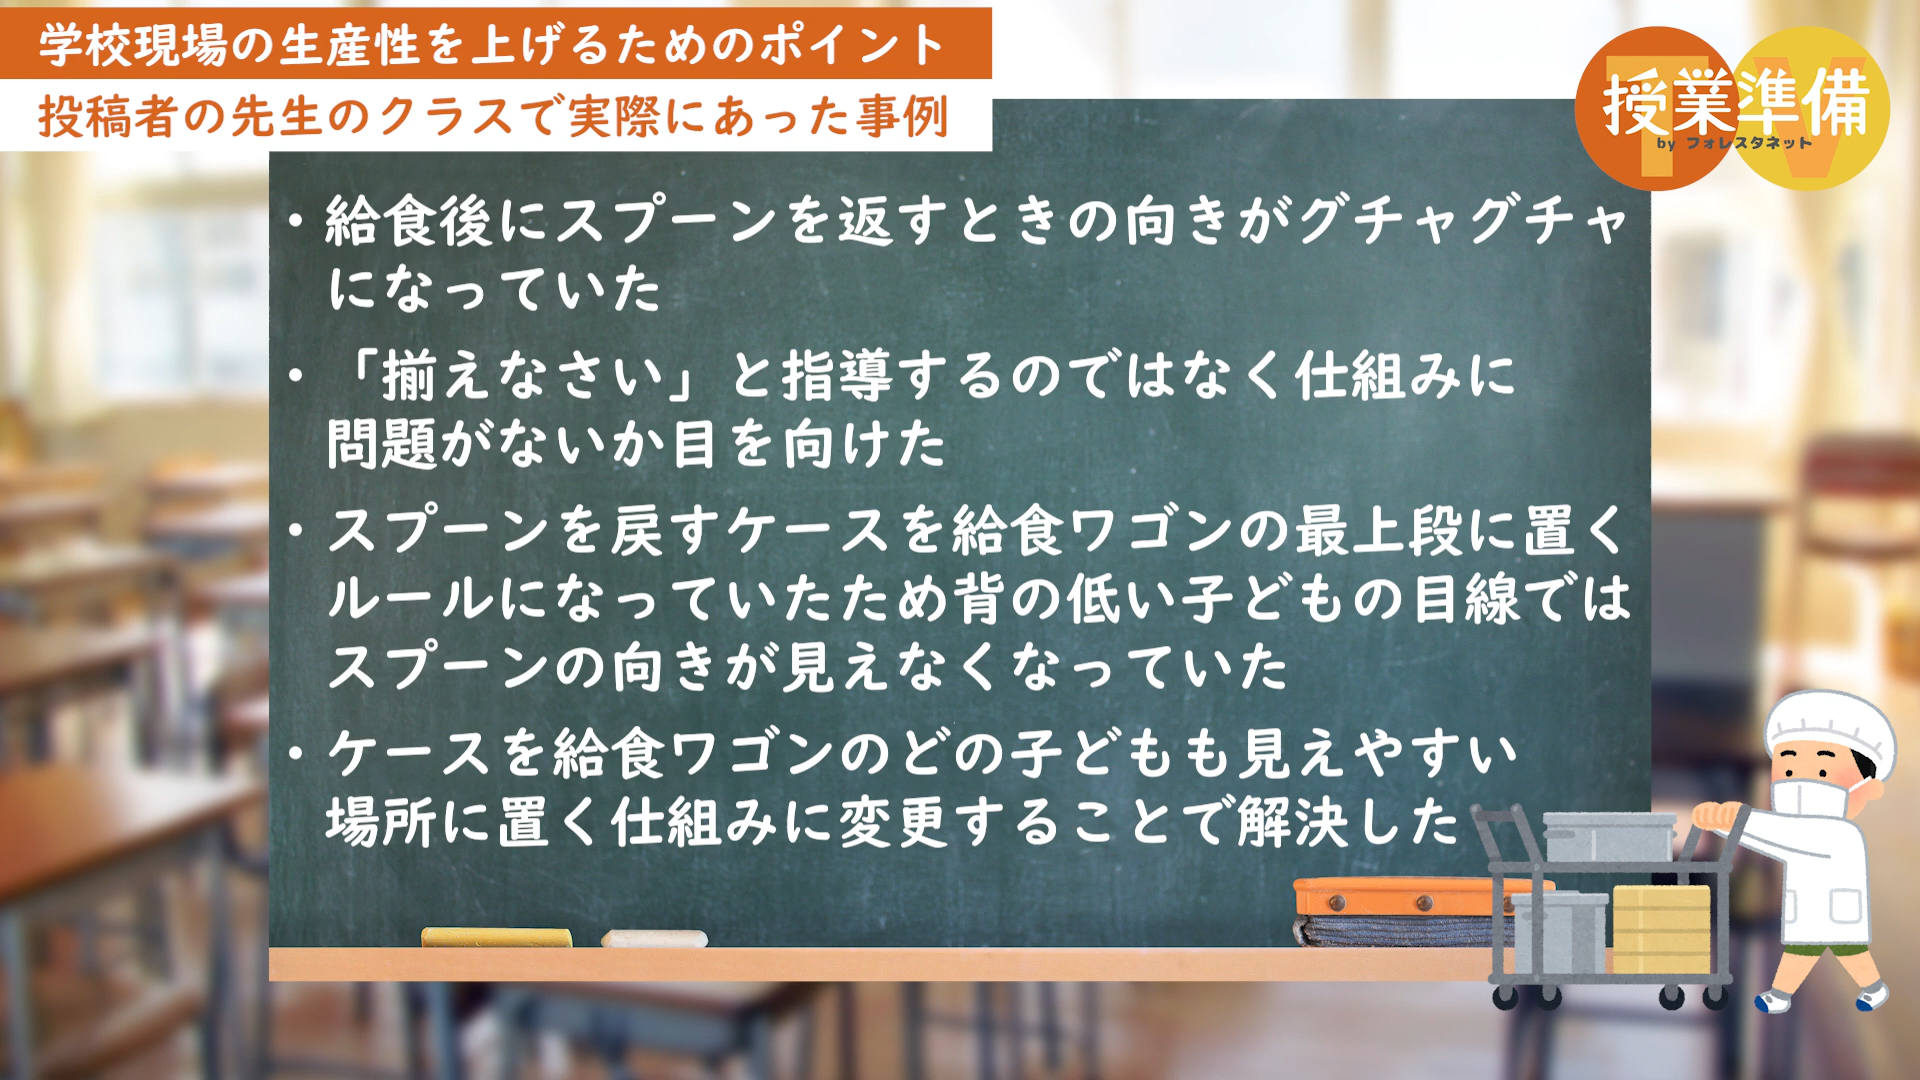 学校現場の生産性を上げるためのポイント
投稿者の先生のクラスで実際にあった事例
TV
授業準備
by フォレスタネット
・給食後にスプーンを返すときの向きがグチャグチャ
になっていた
・「揃えなさい」と指導するのではなく仕組みに
問題がないか目を向けた
・スプーンを戻すケースを給食ワゴンの最上段に置く
ルールになっていたため背の低い子どもの目線では
スプーンの向きが見えなくなっていた
・ケースを給食ワゴンのどの子どもも見えやすい
場所に置く仕組みに変更することで解決した